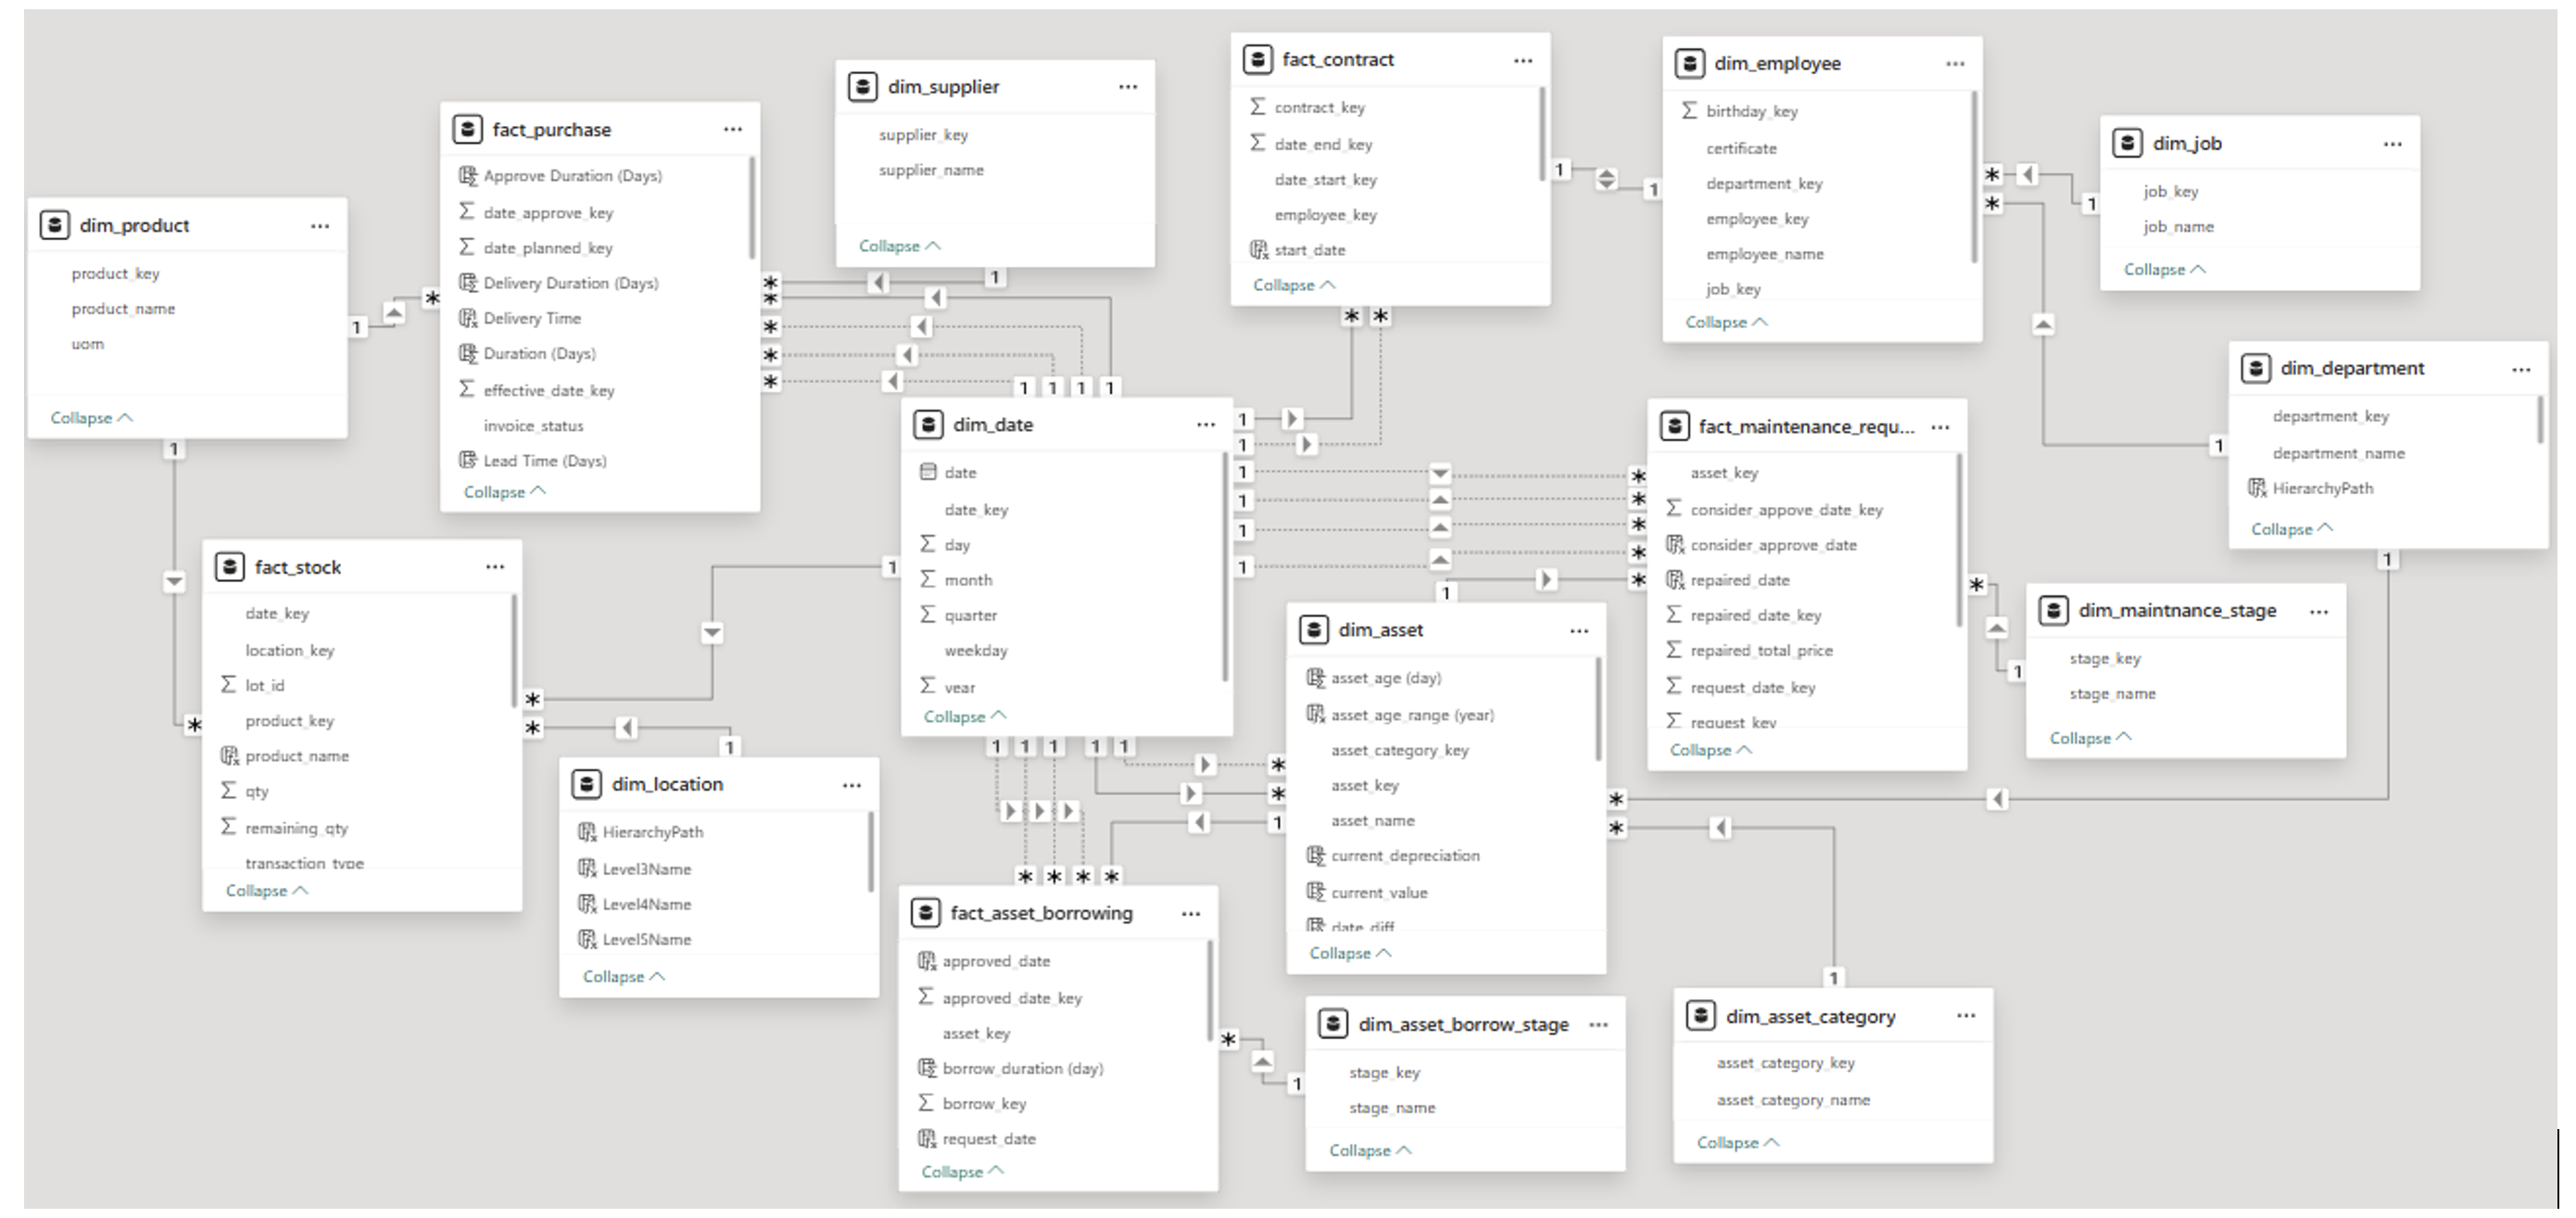 dim_product
product_key
product_name
uom
Collapse
fact_purchase
Approve Duration (Days)
date_approve_key
date_planned_key
Delivery Duration (Days)
Delivery Time
Duration (Days)
effective_date_key
invoice_status
Lead Time (Days)
Collapse
dim_supplier
supplier_key
supplier_name
Collapse
fact_contract
contract_key
date_end_key
date_start_key
employee_key
start_date
Collapse
dim_employee
birthday_key
certificate
department_key
employee_key
employee_name
job_key
Collapse
dim_job
job_key
job_name
Collapse
dim_department
department_key
department_name
HierarchyPath
Collapse
dim_date
date
date_key
day
month
quarter
weekday
year
Collapse
fact_maintenance_requ...
asset_key
consider_appove_date_key
consider_approve_date
repaired_date
repaired_date_key
repaired_total_price
request_date_key
request_key
Collapse
dim_maintnance_stage
stage_key
stage_name
Collapse
fact_stock
date_key
location_key
lot_id
product_key
product_name
qty
remaining_qty
transaction_type
Collapse
dim_location
HierarchyPath
Level3Name
Level4Name
Level5Name
Collapse
dim_asset
asset_age (day)
asset_age_range (year)
asset_category_key
asset_key
asset_name
current_depreciation
current_value
date_diff
Collapse
fact_asset_borrowing
approved_date
approved_date_key
asset_key
borrow_duration (day)
borrow_key
request_date
Collapse
dim_asset_borrow_stage
stage_key
stage_name
Collapse
dim_asset_category
asset_category_key
asset_category_name
Collapse